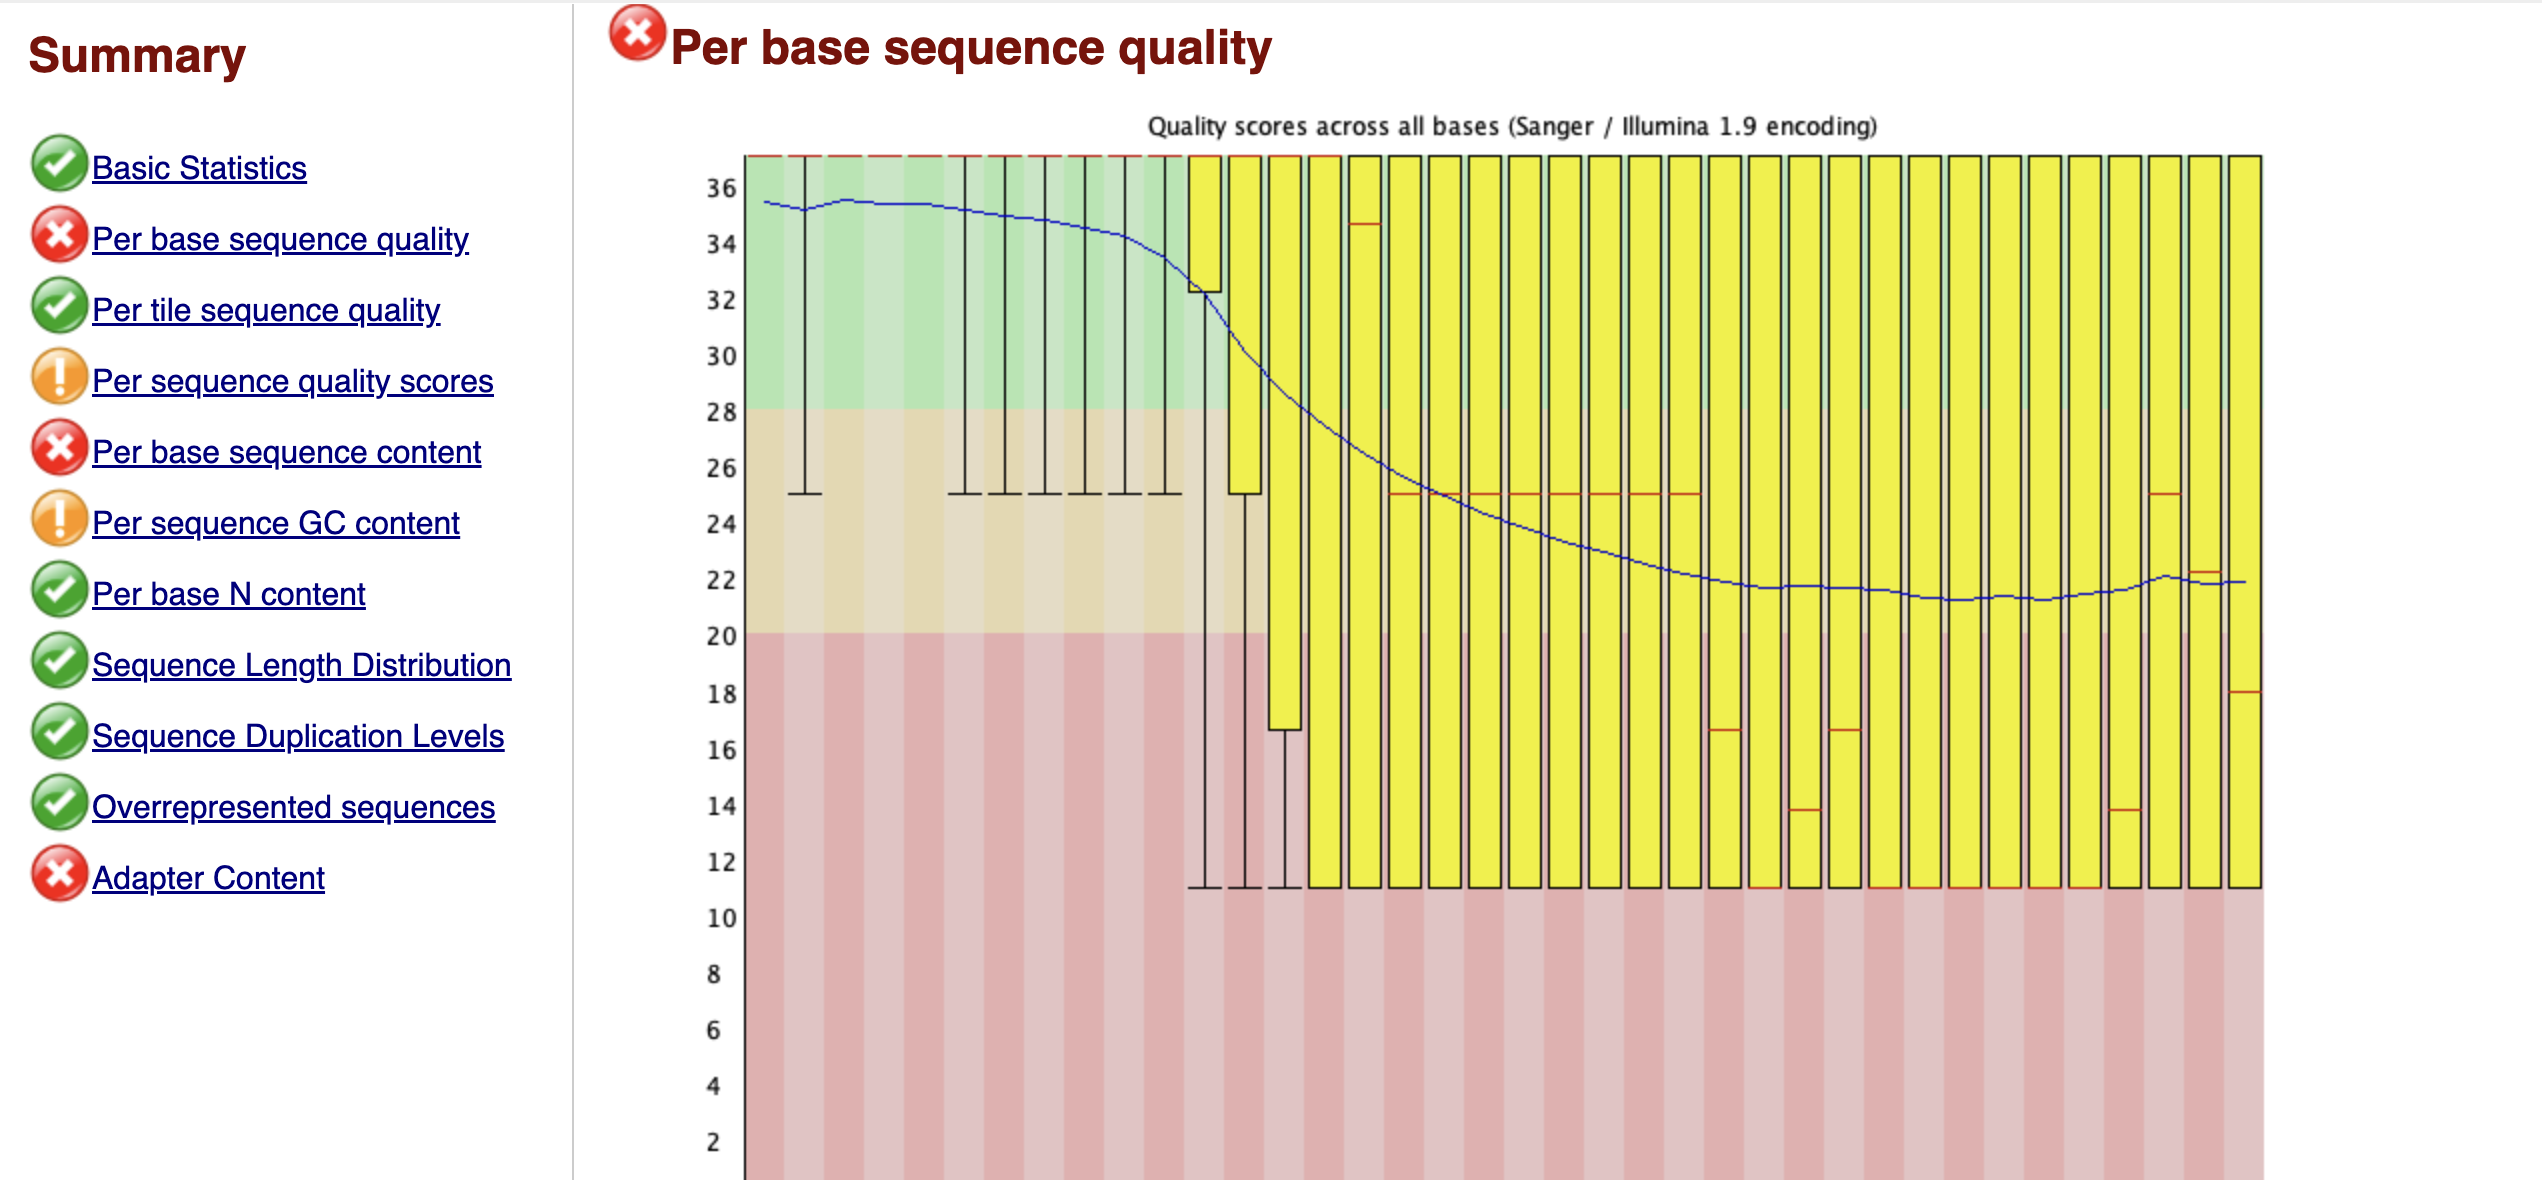 Summary
Basic Statistics
Per base sequence quality
Per tile sequence quality
Per sequence quality scores
Per base sequence content
Per sequence GC content
Per base N content
Sequence Length Distribution
Sequence Duplication Levels
Overrepresented sequences
Adapter Content
Per base sequence quality
Quality scores across all bases (Sanger / Illumina 1.9 encoding)
36
34
32
30
28
26
24
22
20
18
16
14
12
10
8
6
4
2